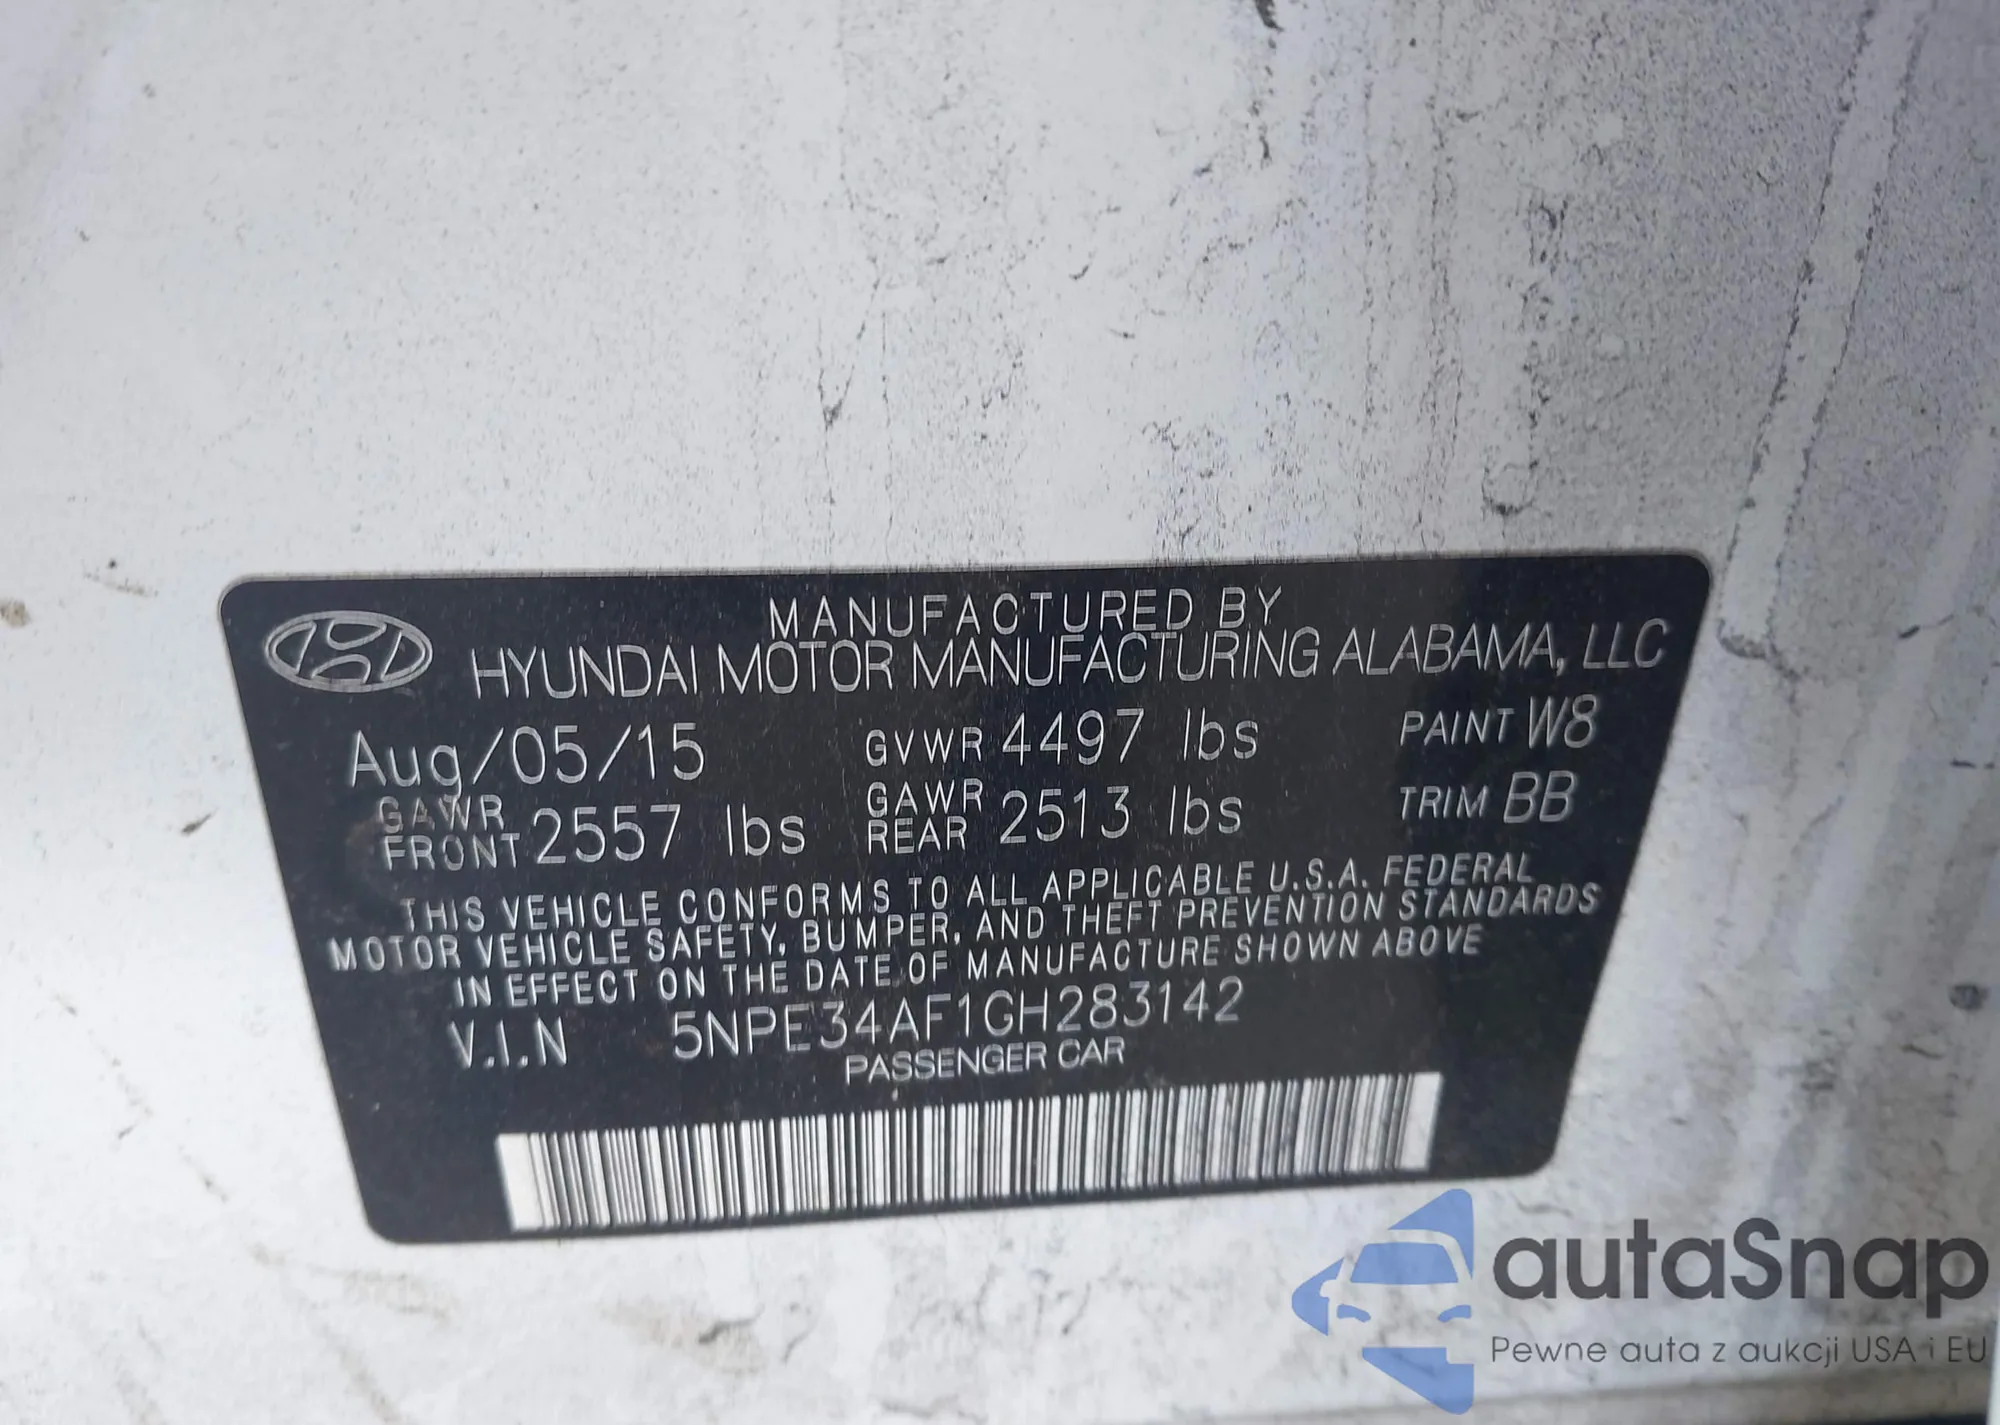 MANUFACTURED BY
HYUNDAI MOTOR MANUFACTURING ALABAMA, LLC
Aug/05/15 GVWR 4497 lbs PAINT W8
GAWR FRONT 2557 lbs GAWR REAR 2513 lbs TRIM BB
THIS VEHICLE CONFORMS TO ALL APPLICABLE U.S.A. FEDERAL
MOTOR VEHICLE SAFETY, BUMPER, AND THEFT PREVENTION STANDARDS
IN EFFECT ON THE DATE OF MANUFACTURE SHOWN ABOVE
V.I.N 5NPE34AF1GH283142
PASSENGER CAR
autaSnap
Pewne auta z aukcji USA i EU